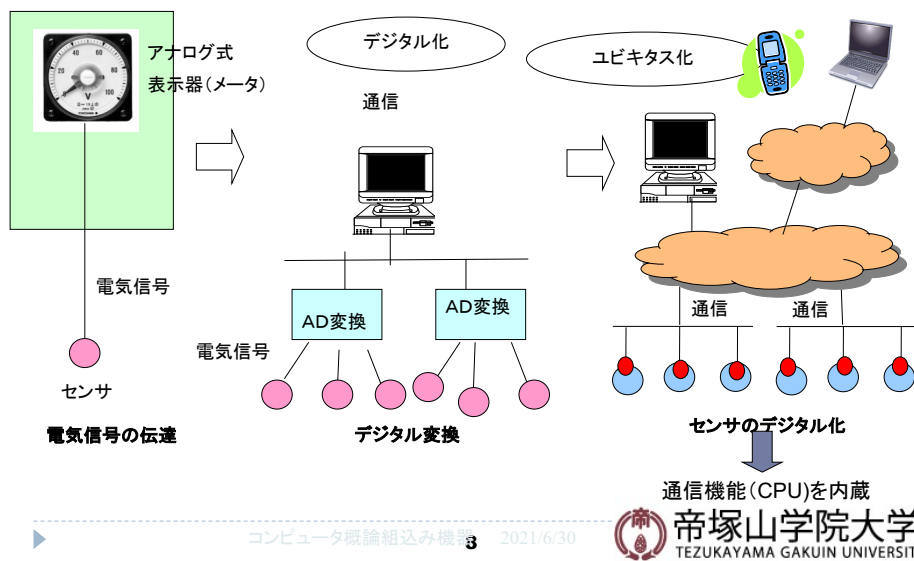 アナログ式
表示器(メータ)
20
40
60
80
100
V
電気信号
センサ
電気信号の伝達
デジタル化
通信
AD変換
AD変換
電気信号
デジタル変換
ユビキタス化
通信
通信
センサのデジタル化
通信機能(CPU)を内蔵
コンピュータ概論組込み機器
3
2021/6/30
帝塚山学院大学
TEZUKAYAMA GAKUIN UNIVERSIT